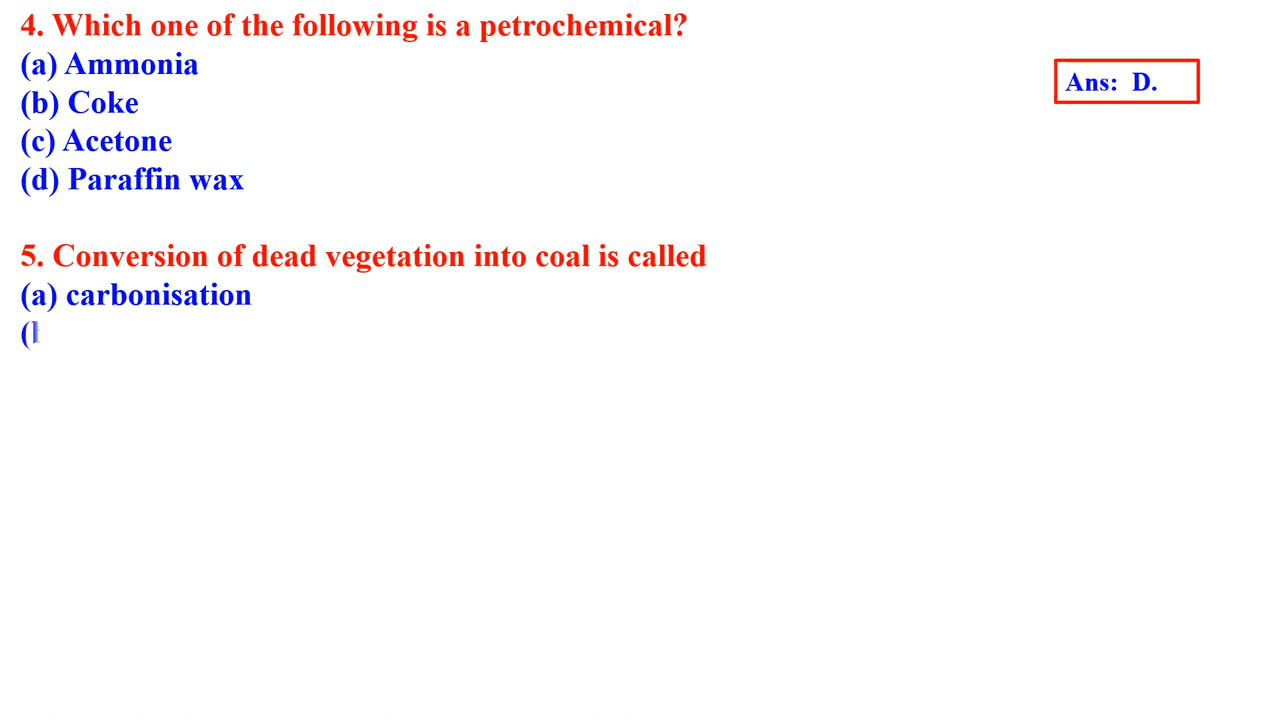 4. Which one of the following is a petrochemical?
(a) Ammonia
Ans: D.
(b) Coke
(c) Acetone
(d) Paraffin wax
5. Conversion of dead vegetation into coal is called
(a) carbonisation
(